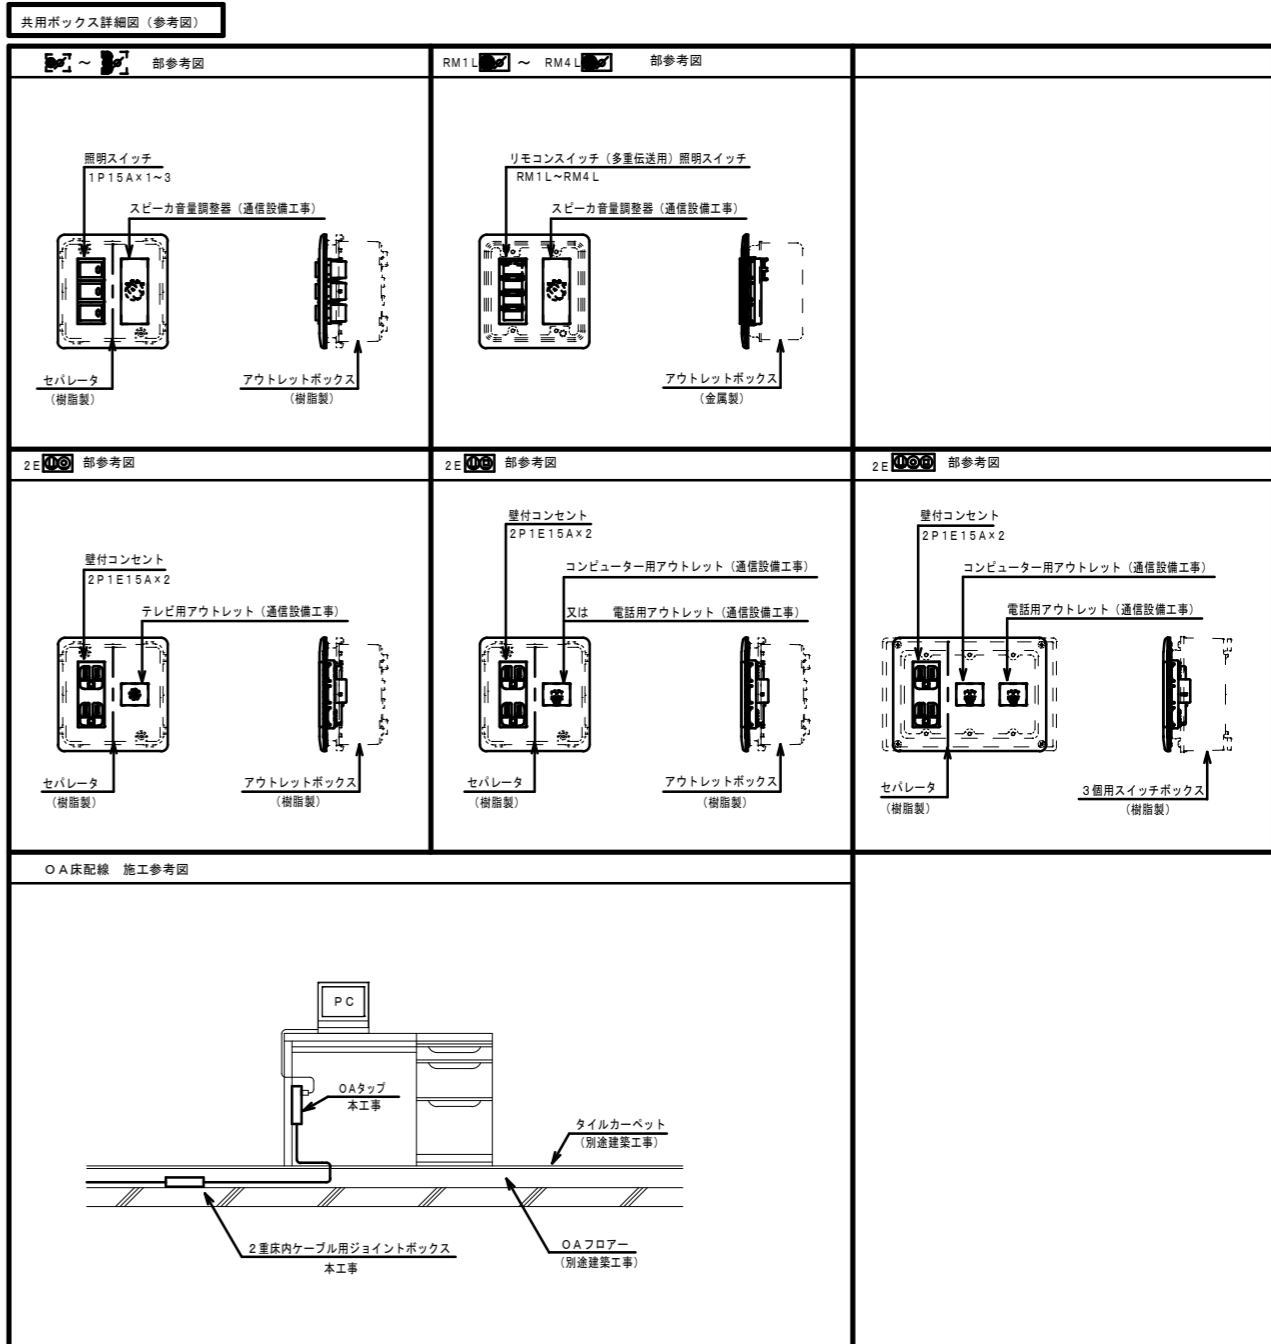 共用ボックス詳細図（参考図）
～ 部参考図
照明スイッチ
１Ｐ１５Ａ×１～３
スピーカ音量調整器（通信設備工事）
セパレータ
（樹脂製）
アウトレットボックス
（樹脂製）
ＲＭ１Ｌ ～ ＲＭ４Ｌ 部参考図
リモコンスイッチ（多重伝送用）照明スイッチ
ＲＭ１Ｌ～ＲＭ４Ｌ
スピーカ音量調整器（通信設備工事）
アウトレットボックス
（金属製）
２Ｅ 部参考図
壁付コンセント
２Ｐ１Ｅ１５Ａ×２
テレビ用アウトレット（通信設備工事）
セパレータ
（樹脂製）
アウトレットボックス
（樹脂製）
２Ｅ 部参考図
壁付コンセント
２Ｐ１Ｅ１５Ａ×２
コンピューター用アウトレット（通信設備工事）
又は 電話用アウトレット（通信設備工事）
セパレータ
（樹脂製）
アウトレットボックス
（樹脂製）
２Ｅ 部参考図
壁付コンセント
２Ｐ１Ｅ１５Ａ×２
コンピューター用アウトレット（通信設備工事）
電話用アウトレット（通信設備工事）
セパレータ
（樹脂製）
３個用スイッチボックス
（樹脂製）
ＯＡ床配線 施工参考図
ＰＣ
ＯＡタップ
本工事
タイルカーペット
（別途建築工事）
２重床内ケーブル用ジョイントボックス
本工事
ＯＡフロアー
（別途建築工事）